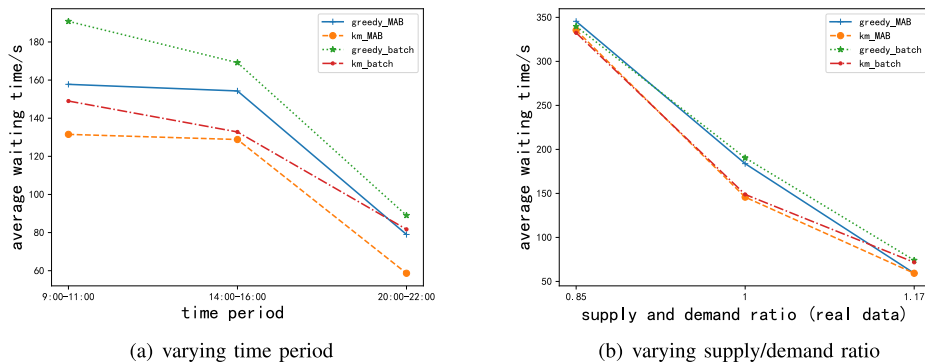 average waiting time/s
180
160
140
120
100
80
60
greedy_MAB
km_MAB
greedy_batch
km_batch
9:00-11:00 14:00-16:00 20:00-22:00
time period
(a) varying time period
average waiting time/s
350
300
250
200
150
100
50
greedy_MAB
km_MAB
greedy_batch
km_batch
0.85 1 1.17
supply and demand ratio (real data)
(b) varying supply/demand ratio